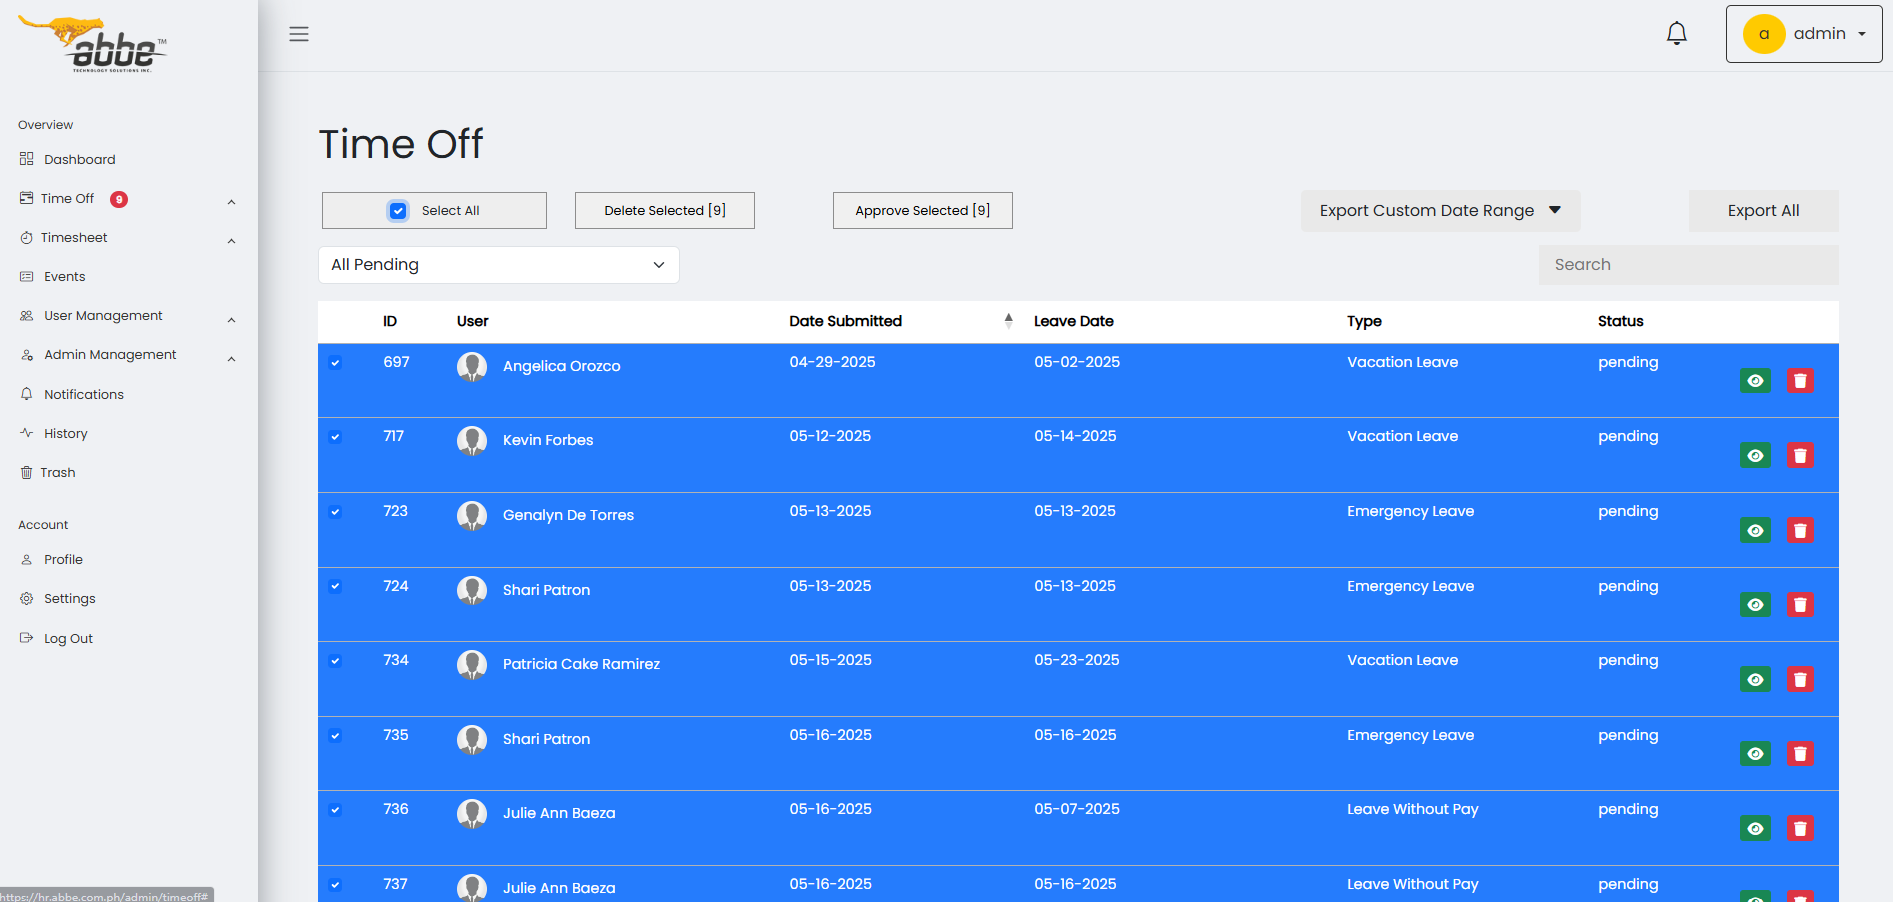 abbe™
TECHNOLOGY SOLUTIONS INC.
a admin
Overview
Dashboard
Time Off 9
Timesheet
Events
User Management
Admin Management
Notifications
History
Trash
Account
Profile
Settings
Log Out
Time Off
Select All Delete Selected [9] Approve Selected [9] Export Custom Date Range Export All
All Pending Search
ID User Date Submitted Leave Date Type Status
697 Angelica Orozco 04-29-2025 05-02-2025 Vacation Leave pending
717 Kevin Forbes 05-12-2025 05-14-2025 Vacation Leave pending
723 Genalyn De Torres 05-13-2025 05-13-2025 Emergency Leave pending
724 Shari Patron 05-13-2025 05-13-2025 Emergency Leave pending
734 Patricia Cake Ramirez 05-15-2025 05-23-2025 Vacation Leave pending
735 Shari Patron 05-16-2025 05-16-2025 Emergency Leave pending
736 Julie Ann Baeza 05-16-2025 05-07-2025 Leave Without Pay pending
737 Julie Ann Baeza 05-16-2025 05-16-2025 Leave Without Pay pending
https://hr.abbe.com.ph/admin/timeoff#